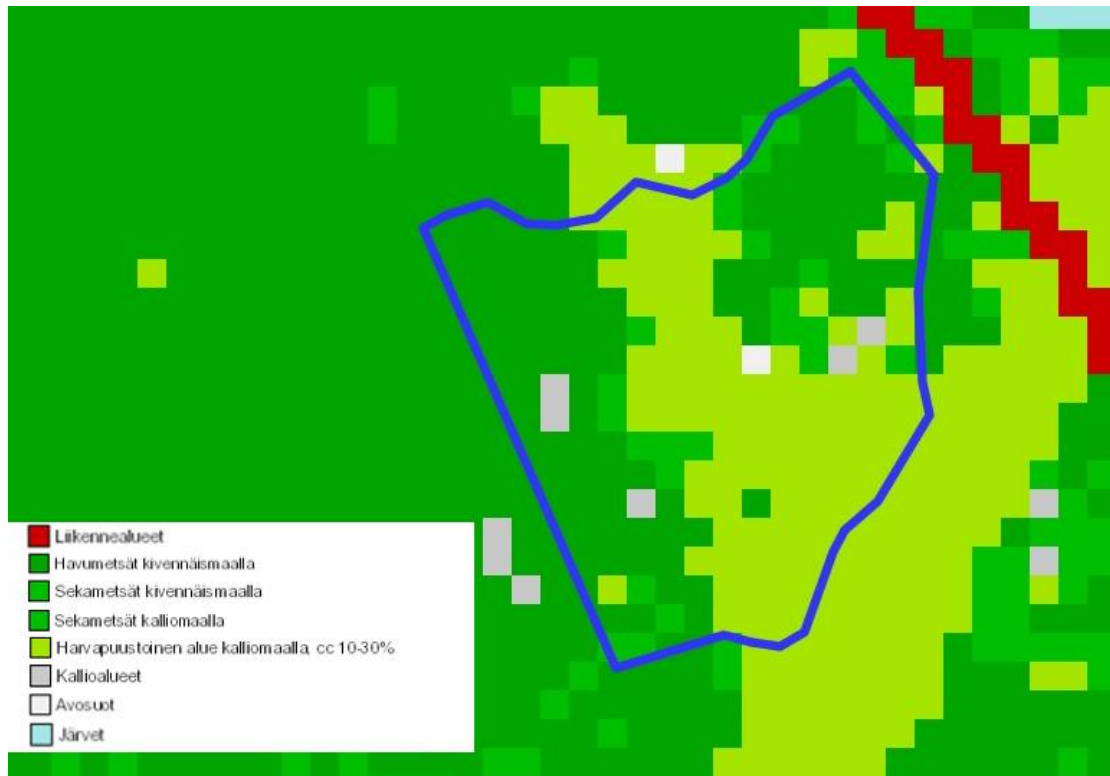 Liikennealueet
Havumetsät kivennäismaalla
Sekametsät kivennäismaalla
Sekametsät kalliomaalla
Harvapuustoinen alue kalliomaalla, cc 10-30%
Kallioalueet
Avosuot
Järvet